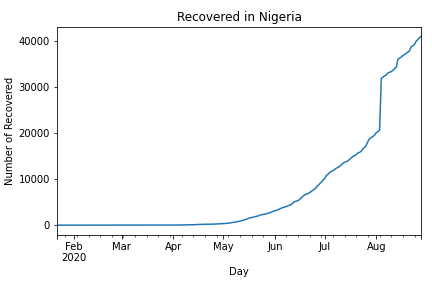 Recovered in Nigeria
Number of Recovered
40000
30000
20000
10000
0
Feb Mar Apr May Jun Jul Aug
2020
Day